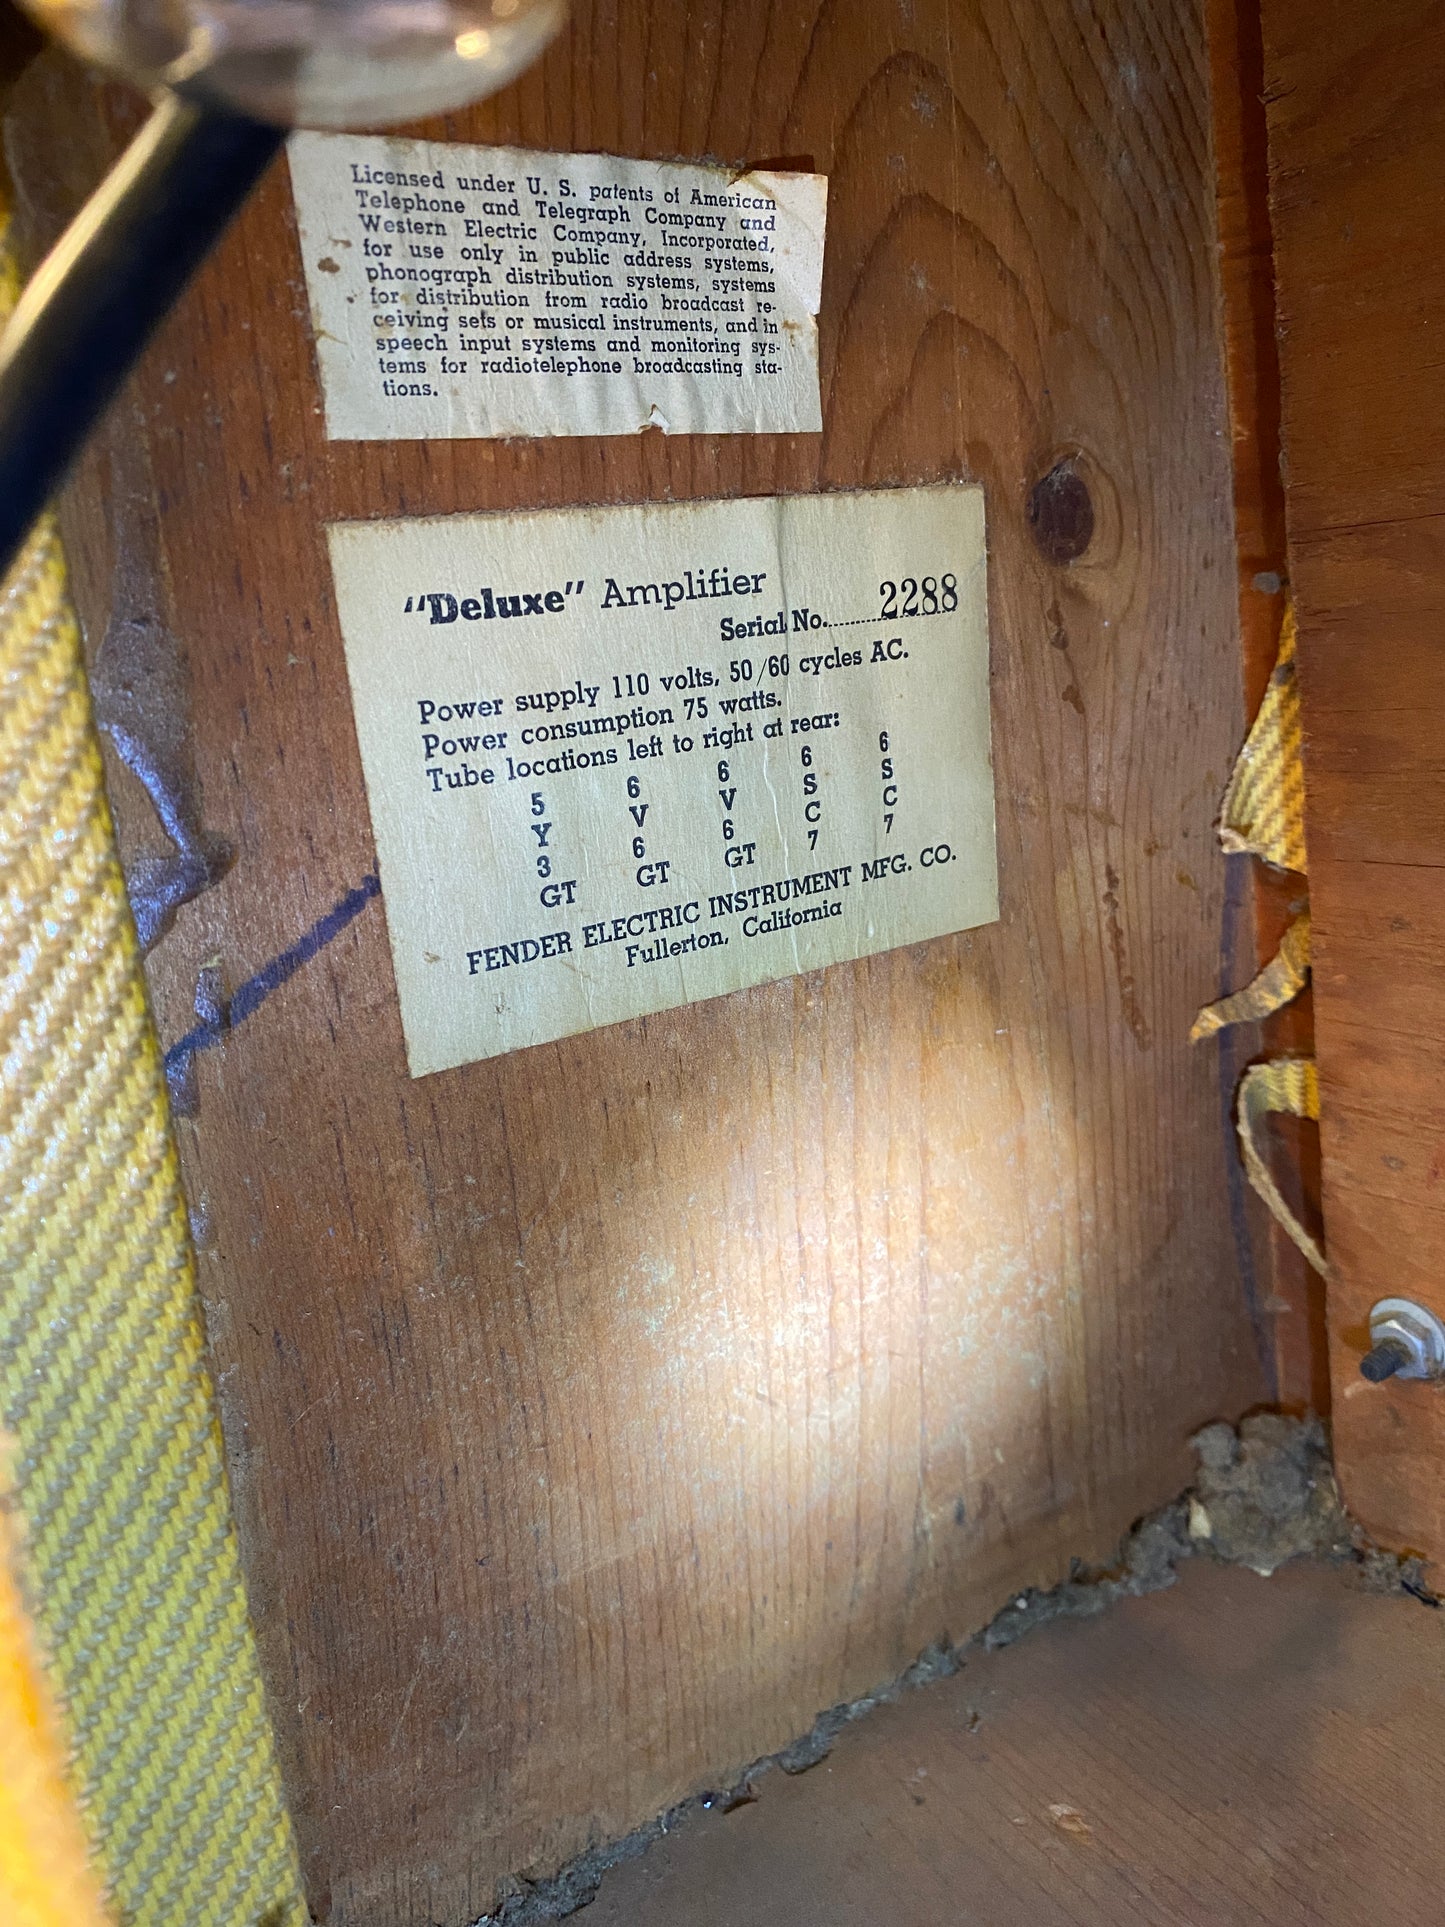 Licensed under U. S. patents of American
Telephone and Telegraph Company and
Western Electric Company, Incorporated,
for use only in public address systems,
phonograph distribution systems, systems
for distribution from radio broadcast re-
ceiving sets or musical instruments, and in
speech input systems and monitoring sys-
tems for radiotelephone broadcasting sta-
tions.
"Deluxe" Amplifier
Serial No. 2288
Power supply 110 volts, 50/60 cycles AC.
Power consumption 75 watts.
Tube locations left to right at rear:
5 6 6 6 6
Y V V S S
3 6 6 C C
GT GT GT 7 7
FENDER ELECTRIC INSTRUMENT MFG. CO.
Fullerton, California